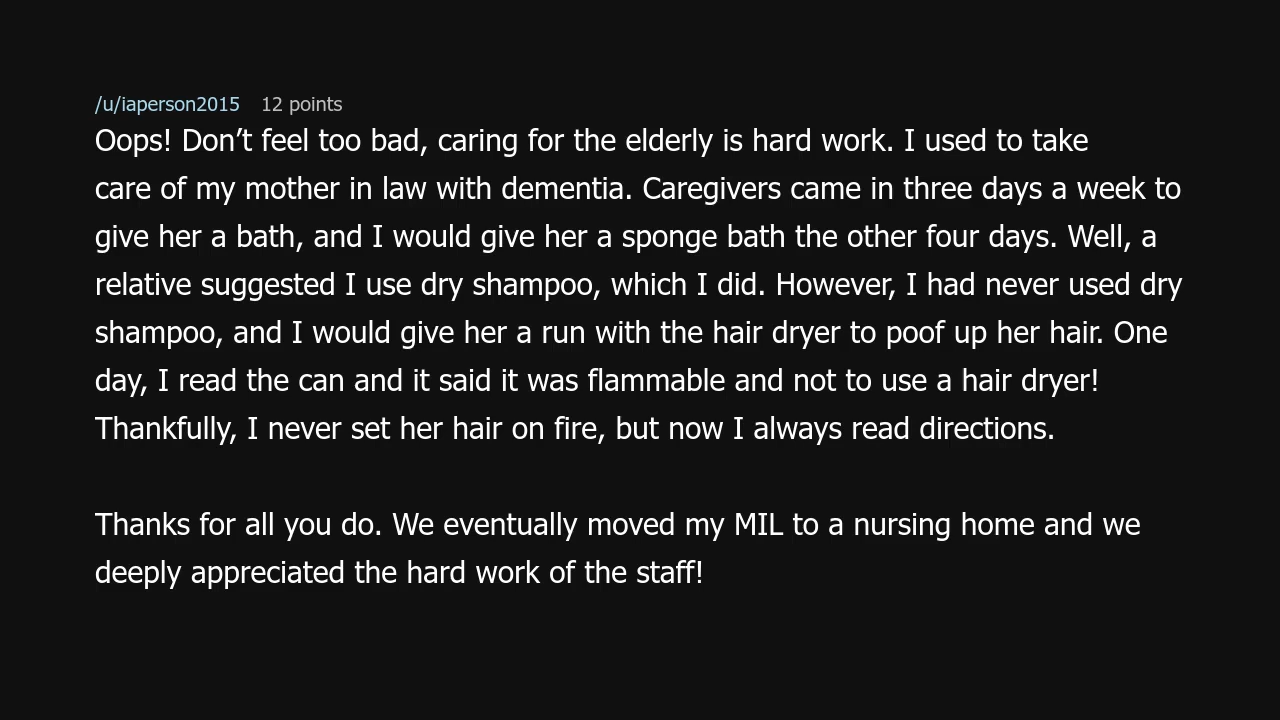 /u/iaperson2015 12 points
Oops! Don’t feel too bad, caring for the elderly is hard work. I used to take
care of my mother in law with dementia. Caregivers came in three days a week to
give her a bath, and I would give her a sponge bath the other four days. Well, a
relative suggested I use dry shampoo, which I did. However, I had never used dry
shampoo, and I would give her a run with the hair dryer to poof up her hair. One
day, I read the can and it said it was flammable and not to use a hair dryer!
Thankfully, I never set her hair on fire, but now I always read directions.
Thanks for all you do. We eventually moved my MIL to a nursing home and we
deeply appreciated the hard work of the staff!